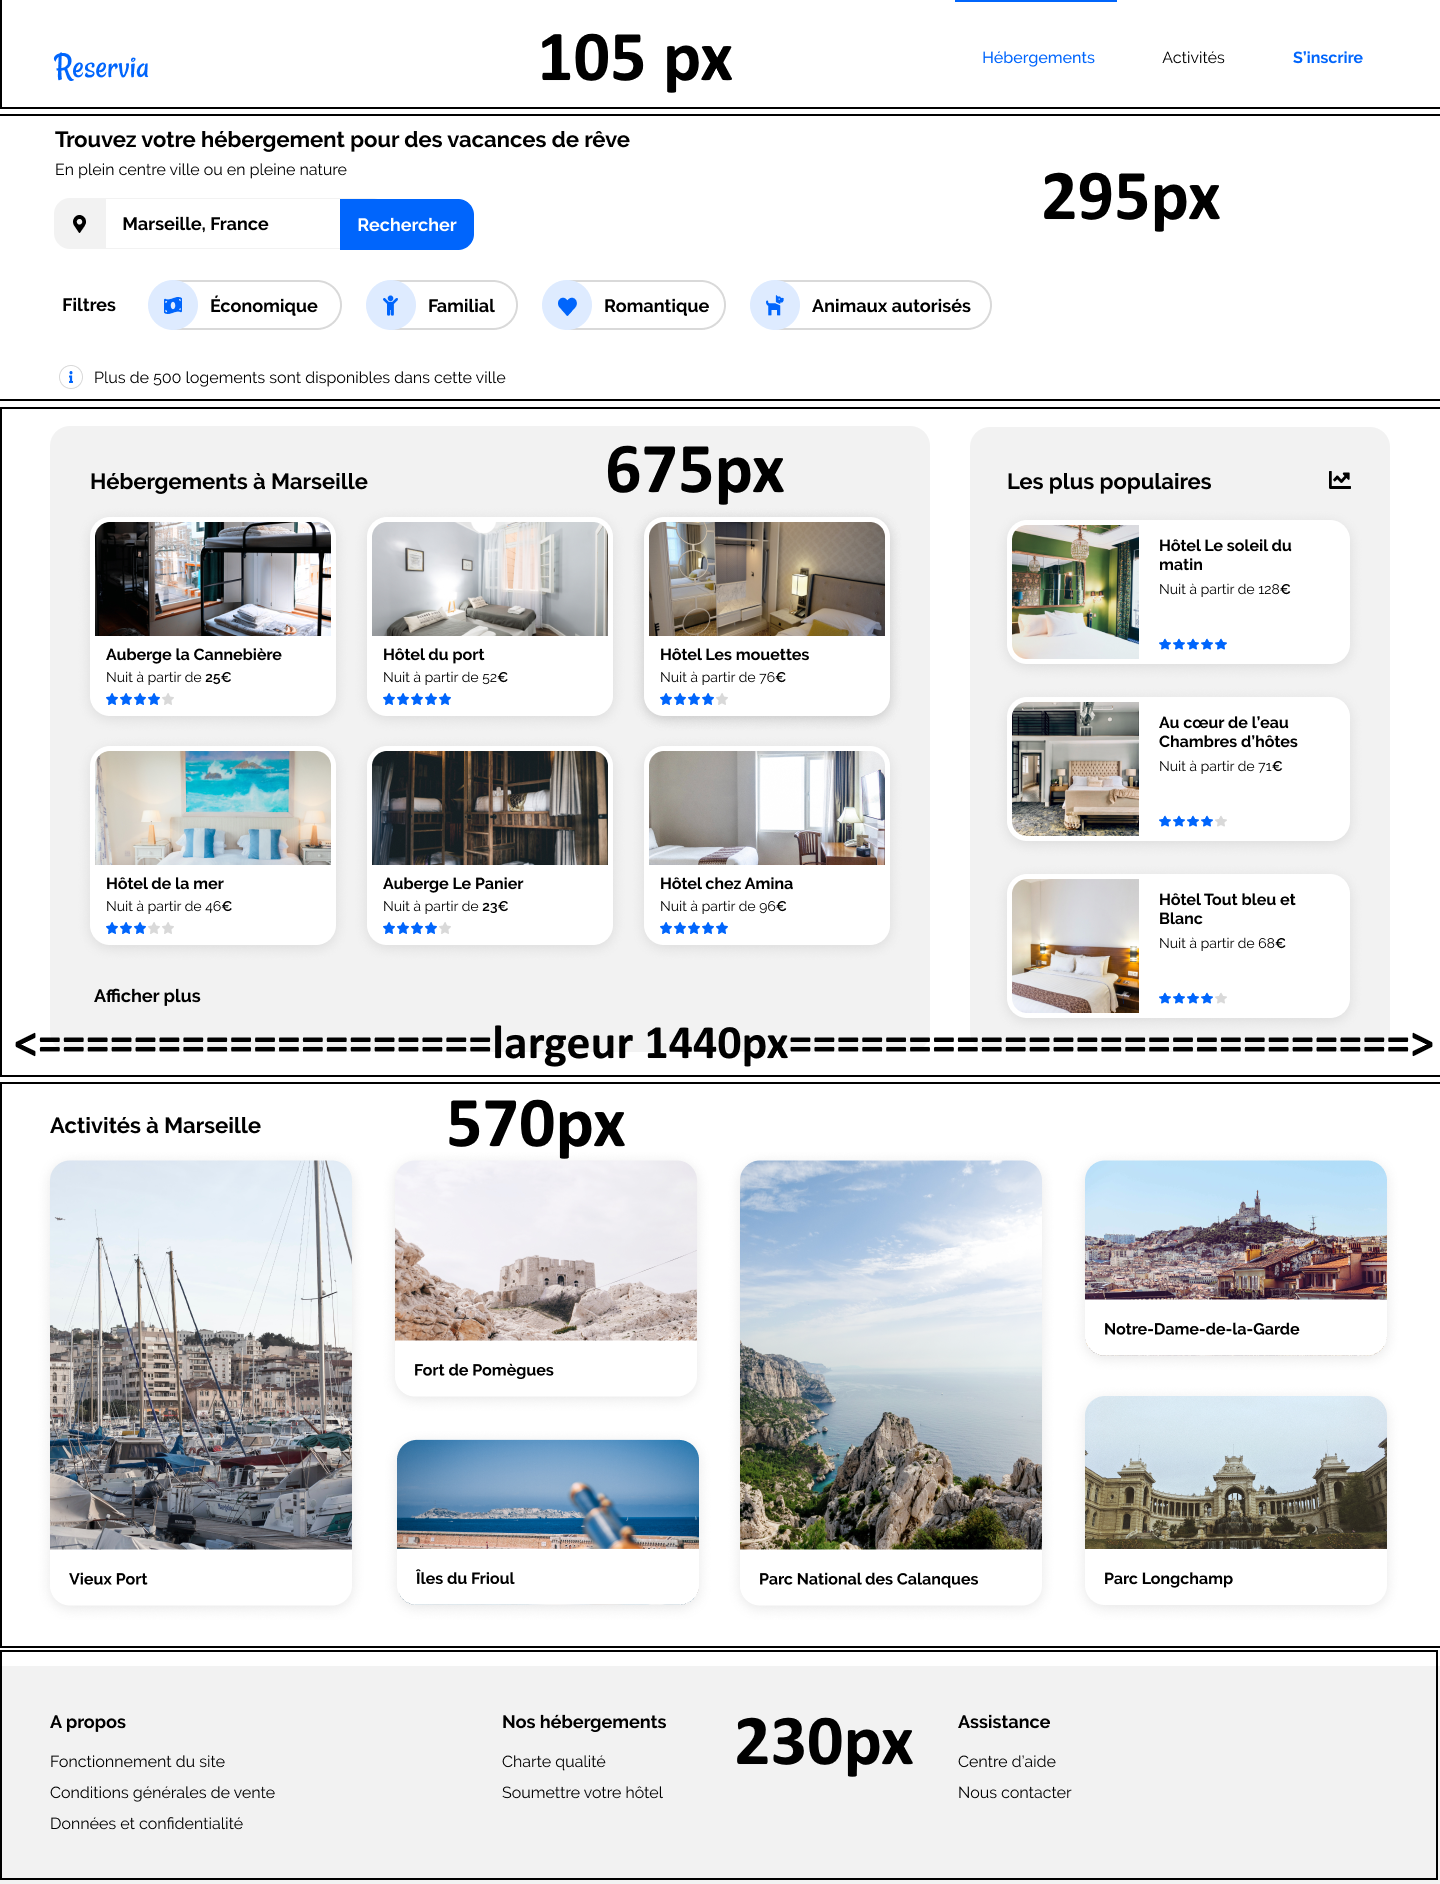 Reservia
105 px
Hébergements
Activités
S'inscrire
Trouvez votre hébergement pour des vacances de rêve
En plein centre ville ou en pleine nature
295px
Marseille, France
Rechercher
Filtres
Économique
Familial
Romantique
Animaux autorisés
Plus de 500 logements sont disponibles dans cette ville
Hébergements à Marseille
675px
Auberge la Cannebière
Nuit à partir de 25€
Hôtel du port
Nuit à partir de 52€
Hôtel Les mouettes
Nuit à partir de 76€
Hôtel de la mer
Nuit à partir de 46€
Auberge Le Panier
Nuit à partir de 23€
Hôtel chez Amina
Nuit à partir de 96€
Afficher plus
Les plus populaires
Hôtel Le soleil du
matin
Nuit à partir de 128€
Au cœur de l'eau
Chambres d'hôtes
Nuit à partir de 71€
Hôtel Tout bleu et
Blanc
Nuit à partir de 68€
<===================largeur 1440px==========================>
Activités à Marseille
570px
Vieux Port
Fort de Pomègues
Îles du Frioul
Parc National des Calanques
Notre-Dame-de-la-Garde
Parc Longchamp
A propos
Fonctionnement du site
Conditions générales de vente
Données et confidentialité
Nos hébergements
Charte qualité
Soumettre votre hôtel
230px
Assistance
Centre d'aide
Nous contacter